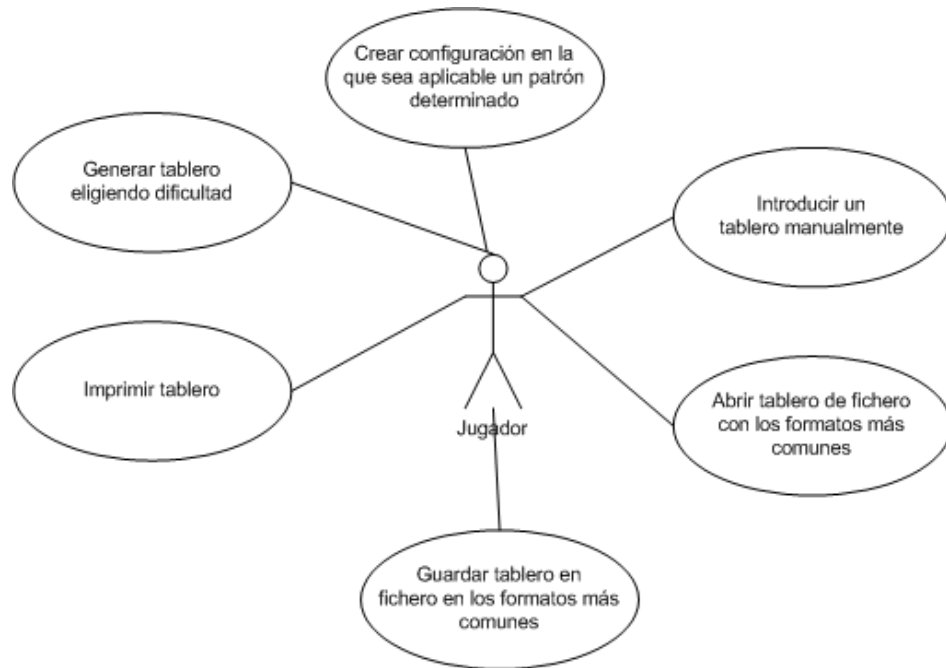 Crear configuración en la
que sea aplicable un patrón
determinado
Generar tablero
eligiendo dificultad
Introducir un
tablero manualmente
Imprimir tablero
Abrir tablero de fichero
con los formatos más
comunes
Jugador
Guardar tablero en
fichero en los formatos más
comunes